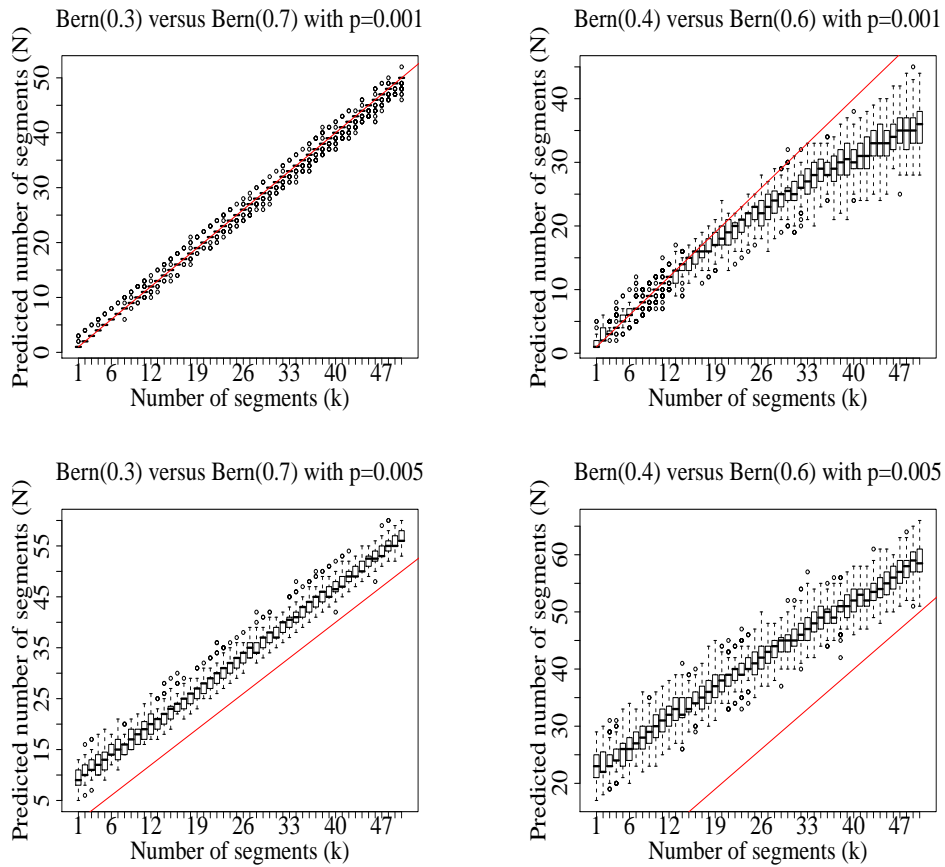 Bern(0.3) versus Bern(0.7) with p=0.001
Predicted number of segments (N)
0 10 20 30 40 50
1 6 12 19 26 33 40 47
Number of segments (k)
Bern(0.4) versus Bern(0.6) with p=0.001
Predicted number of segments (N)
0 10 20 30 40
1 6 12 19 26 33 40 47
Number of segments (k)
Bern(0.3) versus Bern(0.7) with p=0.005
Predicted number of segments (N)
5 15 25 35 45 55
1 6 12 19 26 33 40 47
Number of segments (k)
Bern(0.4) versus Bern(0.6) with p=0.005
Predicted number of segments (N)
20 30 40 50 60
1 6 12 19 26 33 40 47
Number of segments (k)